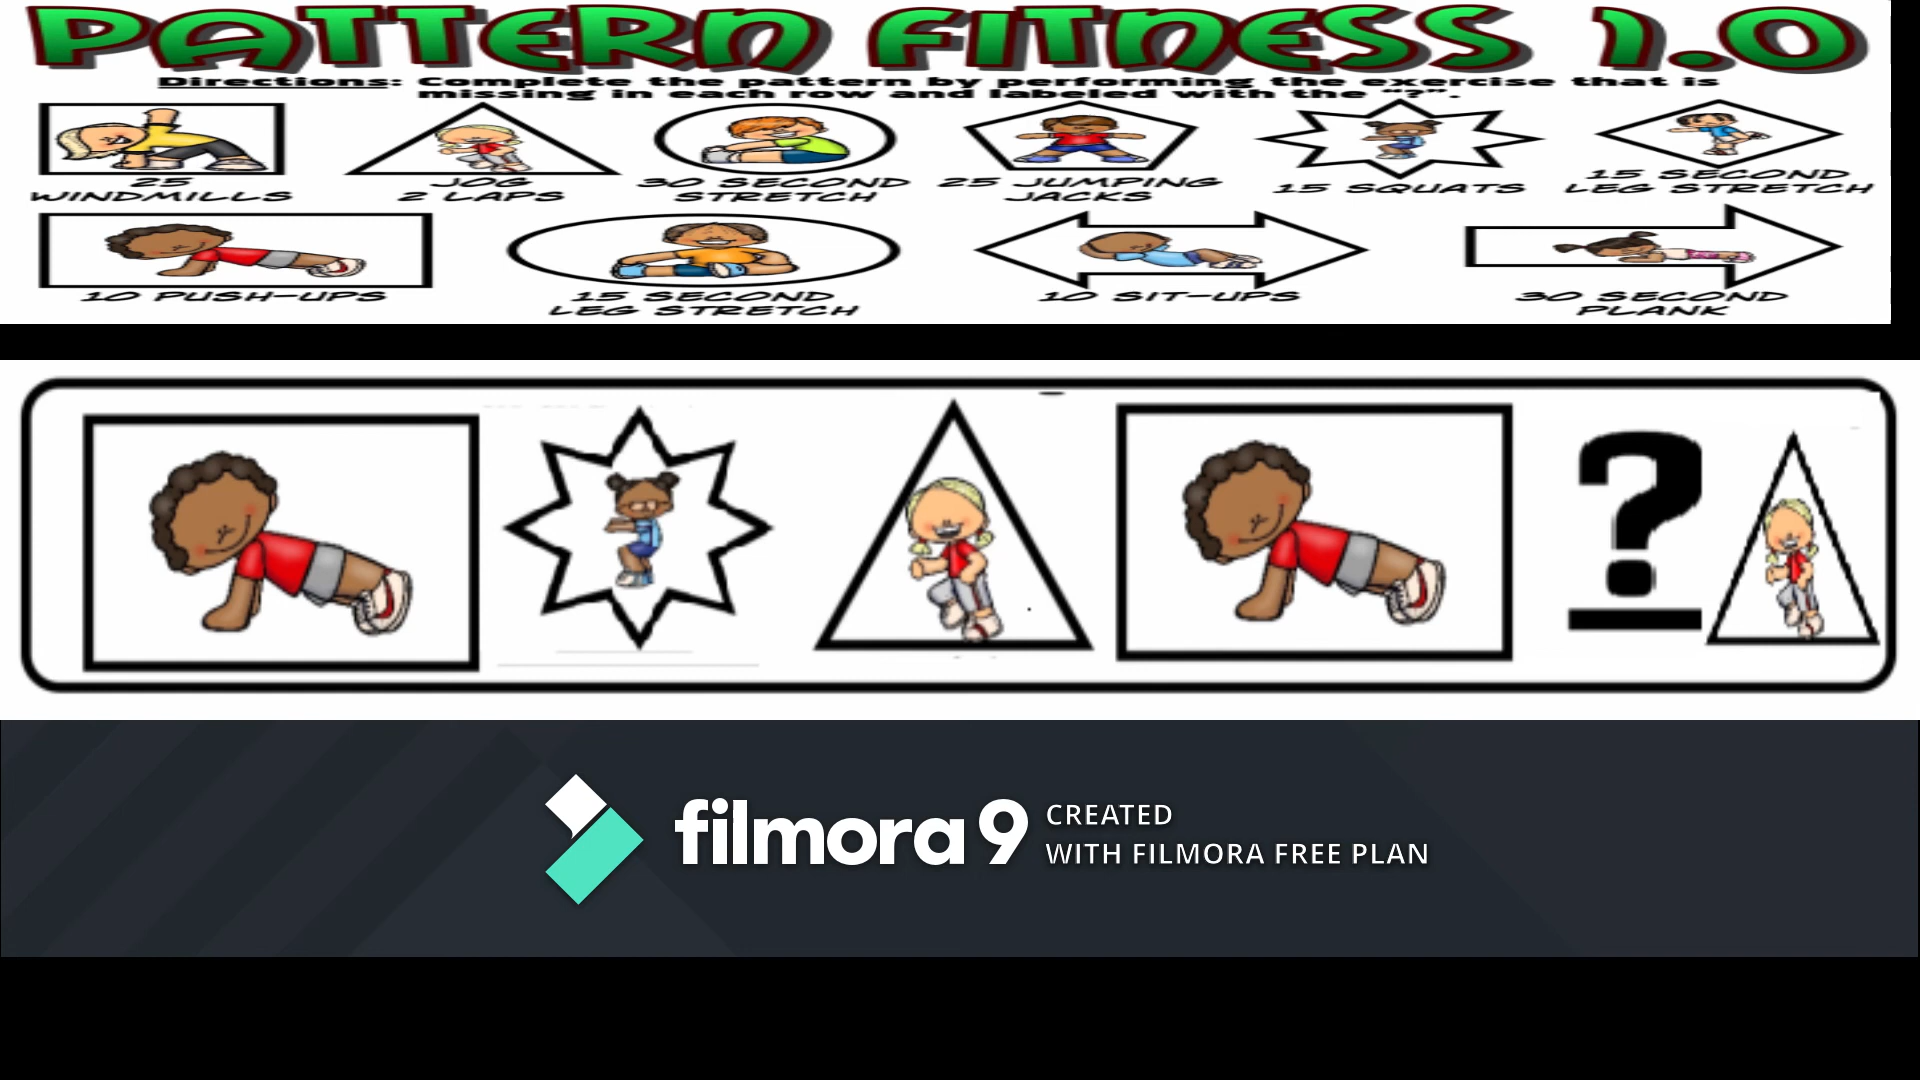 PATTERN FITNESS 1.0
Directions: Complete the pattern by performing the exercise that is
missing in each row and labeled with the "?".
25
WINDMILLS
JOG
2 LAPS
30 SECOND
STRETCH
25 JUMPING
JACKS
15 SQUATS
15 SECOND
LEG STRETCH
10 PUSH-UPS
15 SECOND
LEG STRETCH
10 SIT-UPS
30 SECOND
PLANK
?
filmora 9
CREATED
WITH FILMORA FREE PLAN